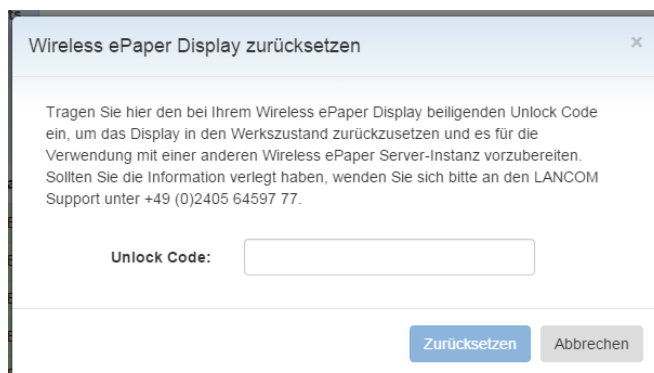 Wireless ePaper Display zurücksetzen ×
Tragen Sie hier den bei Ihrem Wireless ePaper Display beiligenden Unlock Code
ein, um das Display in den Werkszustand zurückzusetzen und es für die
Verwendung mit einer anderen Wireless ePaper Server-Instanz vorzubereiten.
Sollten Sie die Information verlegt haben, wenden Sie sich bitte an den LANCOM
Support unter +49 (0)2405 64597 77.
Unlock Code:
Zurücksetzen Abbrechen